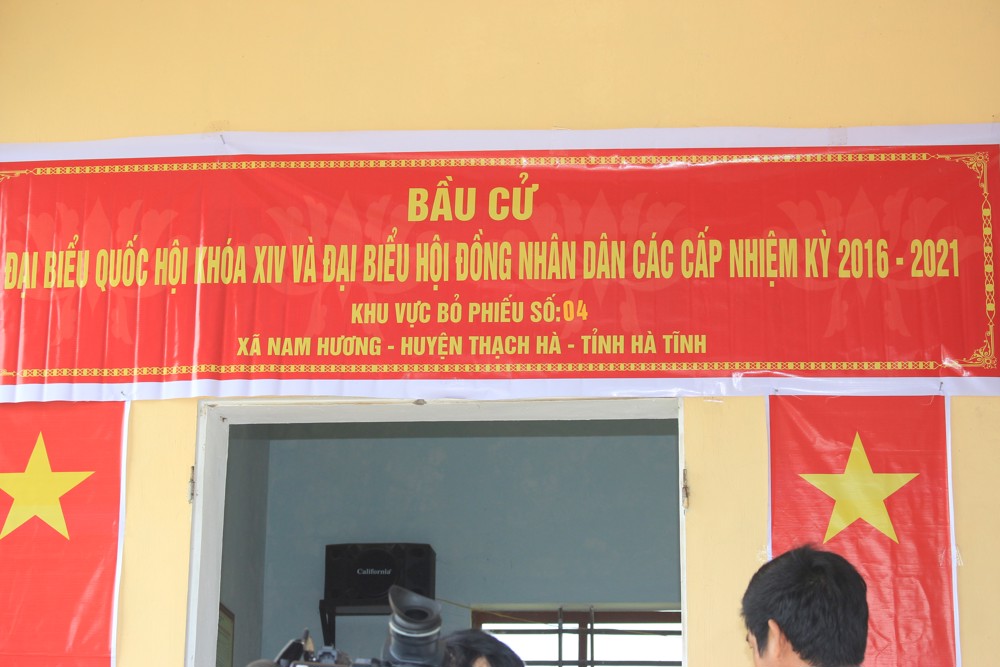 BẦU CỬ
ĐẠI BIỂU QUỐC HỘI KHÓA XIV VÀ ĐẠI BIỂU HỘI ĐỒNG NHÂN DÂN CÁC CẤP NHIỆM KỲ 2016 - 2021
KHU VỰC BỎ PHIẾU SỐ:04
XÃ NAM HƯƠNG - HUYỆN THẠCH HÀ - TỈNH HÀ TĨNH
California